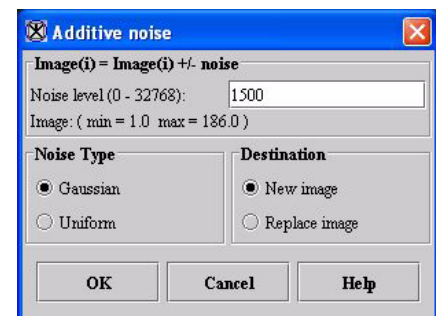 Additive noise
Image(i) = Image(i) +/- noise
Noise level (0 - 32768): 1500
Image: ( min = 1.0 max = 186.0 )
Noise Type Destination
Gaussian New image
Uniform Replace image
OK Cancel Help